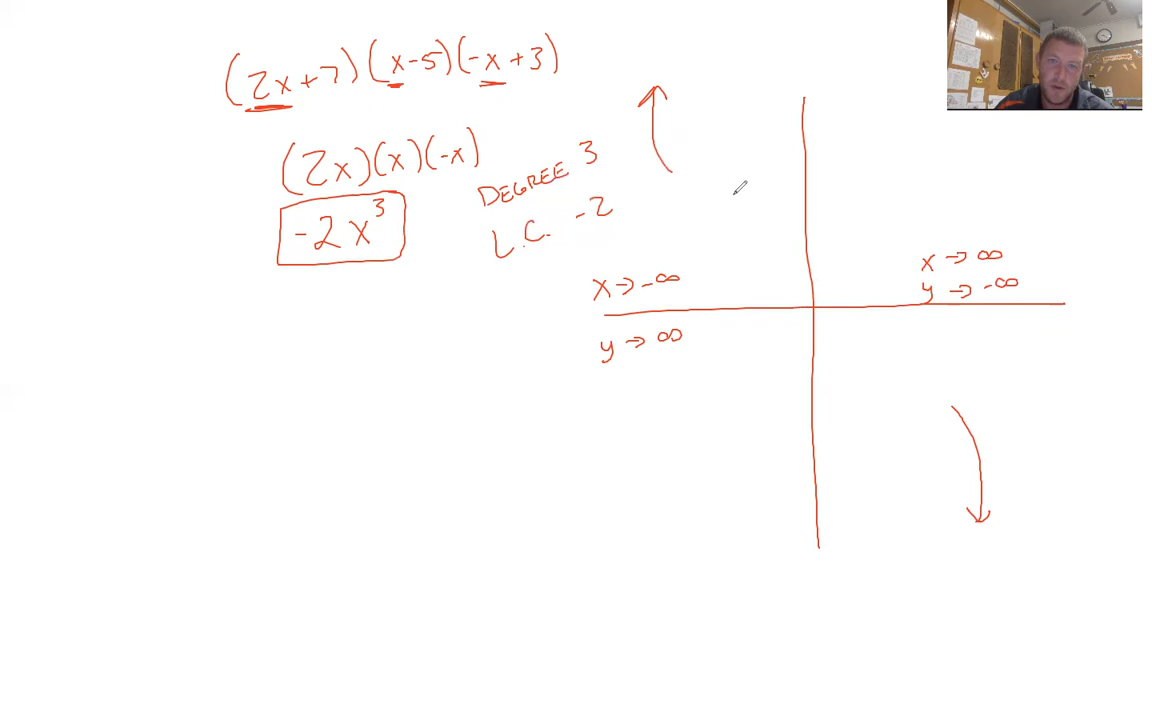 (2x+7)(x-5)(-x+3)
(2x)(x)(-x)
-2x³
DEGREE 3
L.C. -2
x→-∞
y→∞
x→∞
y→-∞